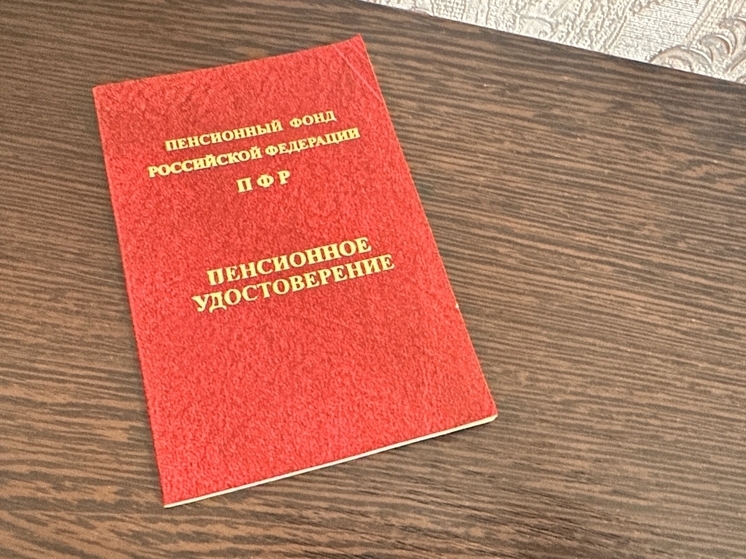 ПЕНСИОННЫЙ ФОНД
РОССИЙСКОЙ ФЕДЕРАЦИИ
ПФР
ПЕНСИОННОЕ
УДОСТОВЕРЕНИЕ